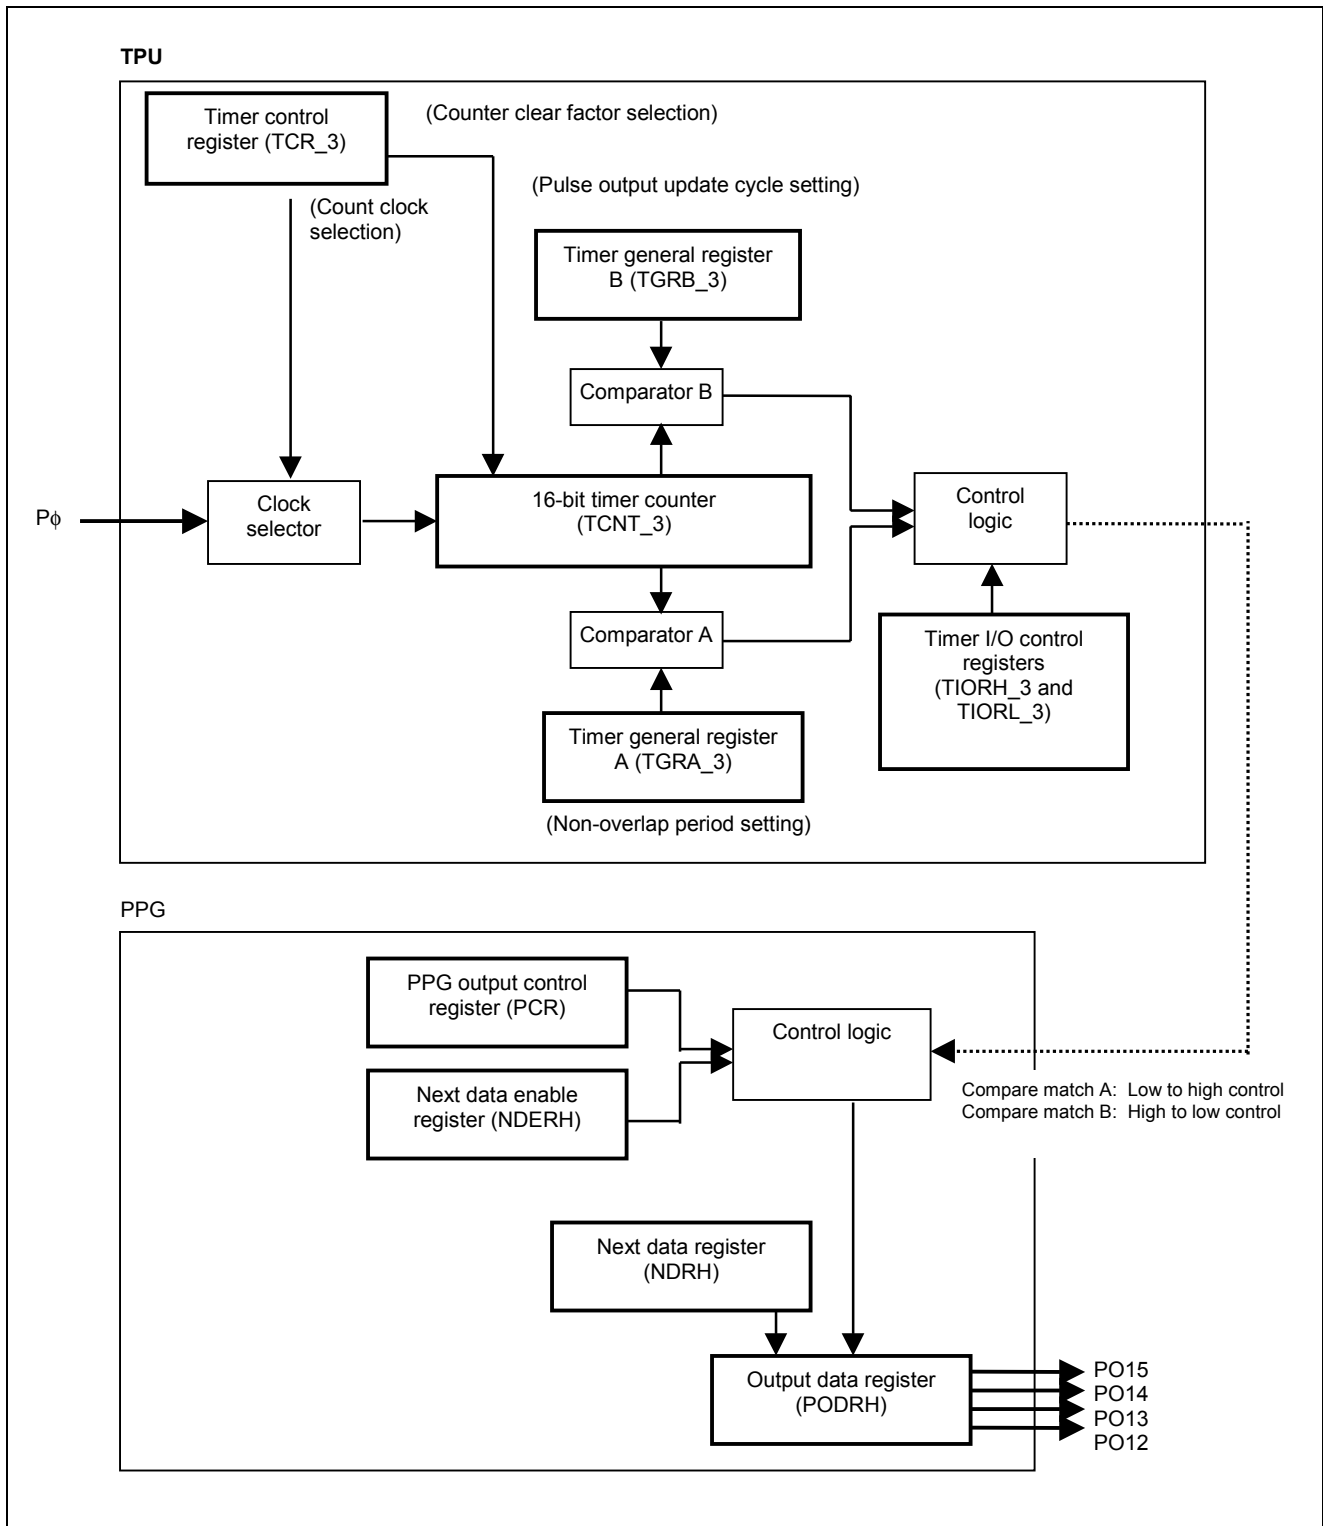 TPU
Timer control
register (TCR_3)
(Counter clear factor selection)
(Pulse output update cycle setting)
(Count clock
selection)
Timer general register
B (TGRB_3)
Comparator B
Pϕ
Clock
selector
16-bit timer counter
(TCNT_3)
Control
logic
Comparator A
Timer I/O control
registers
(TIORH_3 and
TIORL_3)
Timer general register
A (TGRA_3)
(Non-overlap period setting)
PPG
PPG output control
register (PCR)
Control logic
Next data enable
register (NDERH)
Compare match A: Low to high control
Compare match B: High to low control
Next data register
(NDRH)
Output data register
(PODRH)
PO15
PO14
PO13
PO12